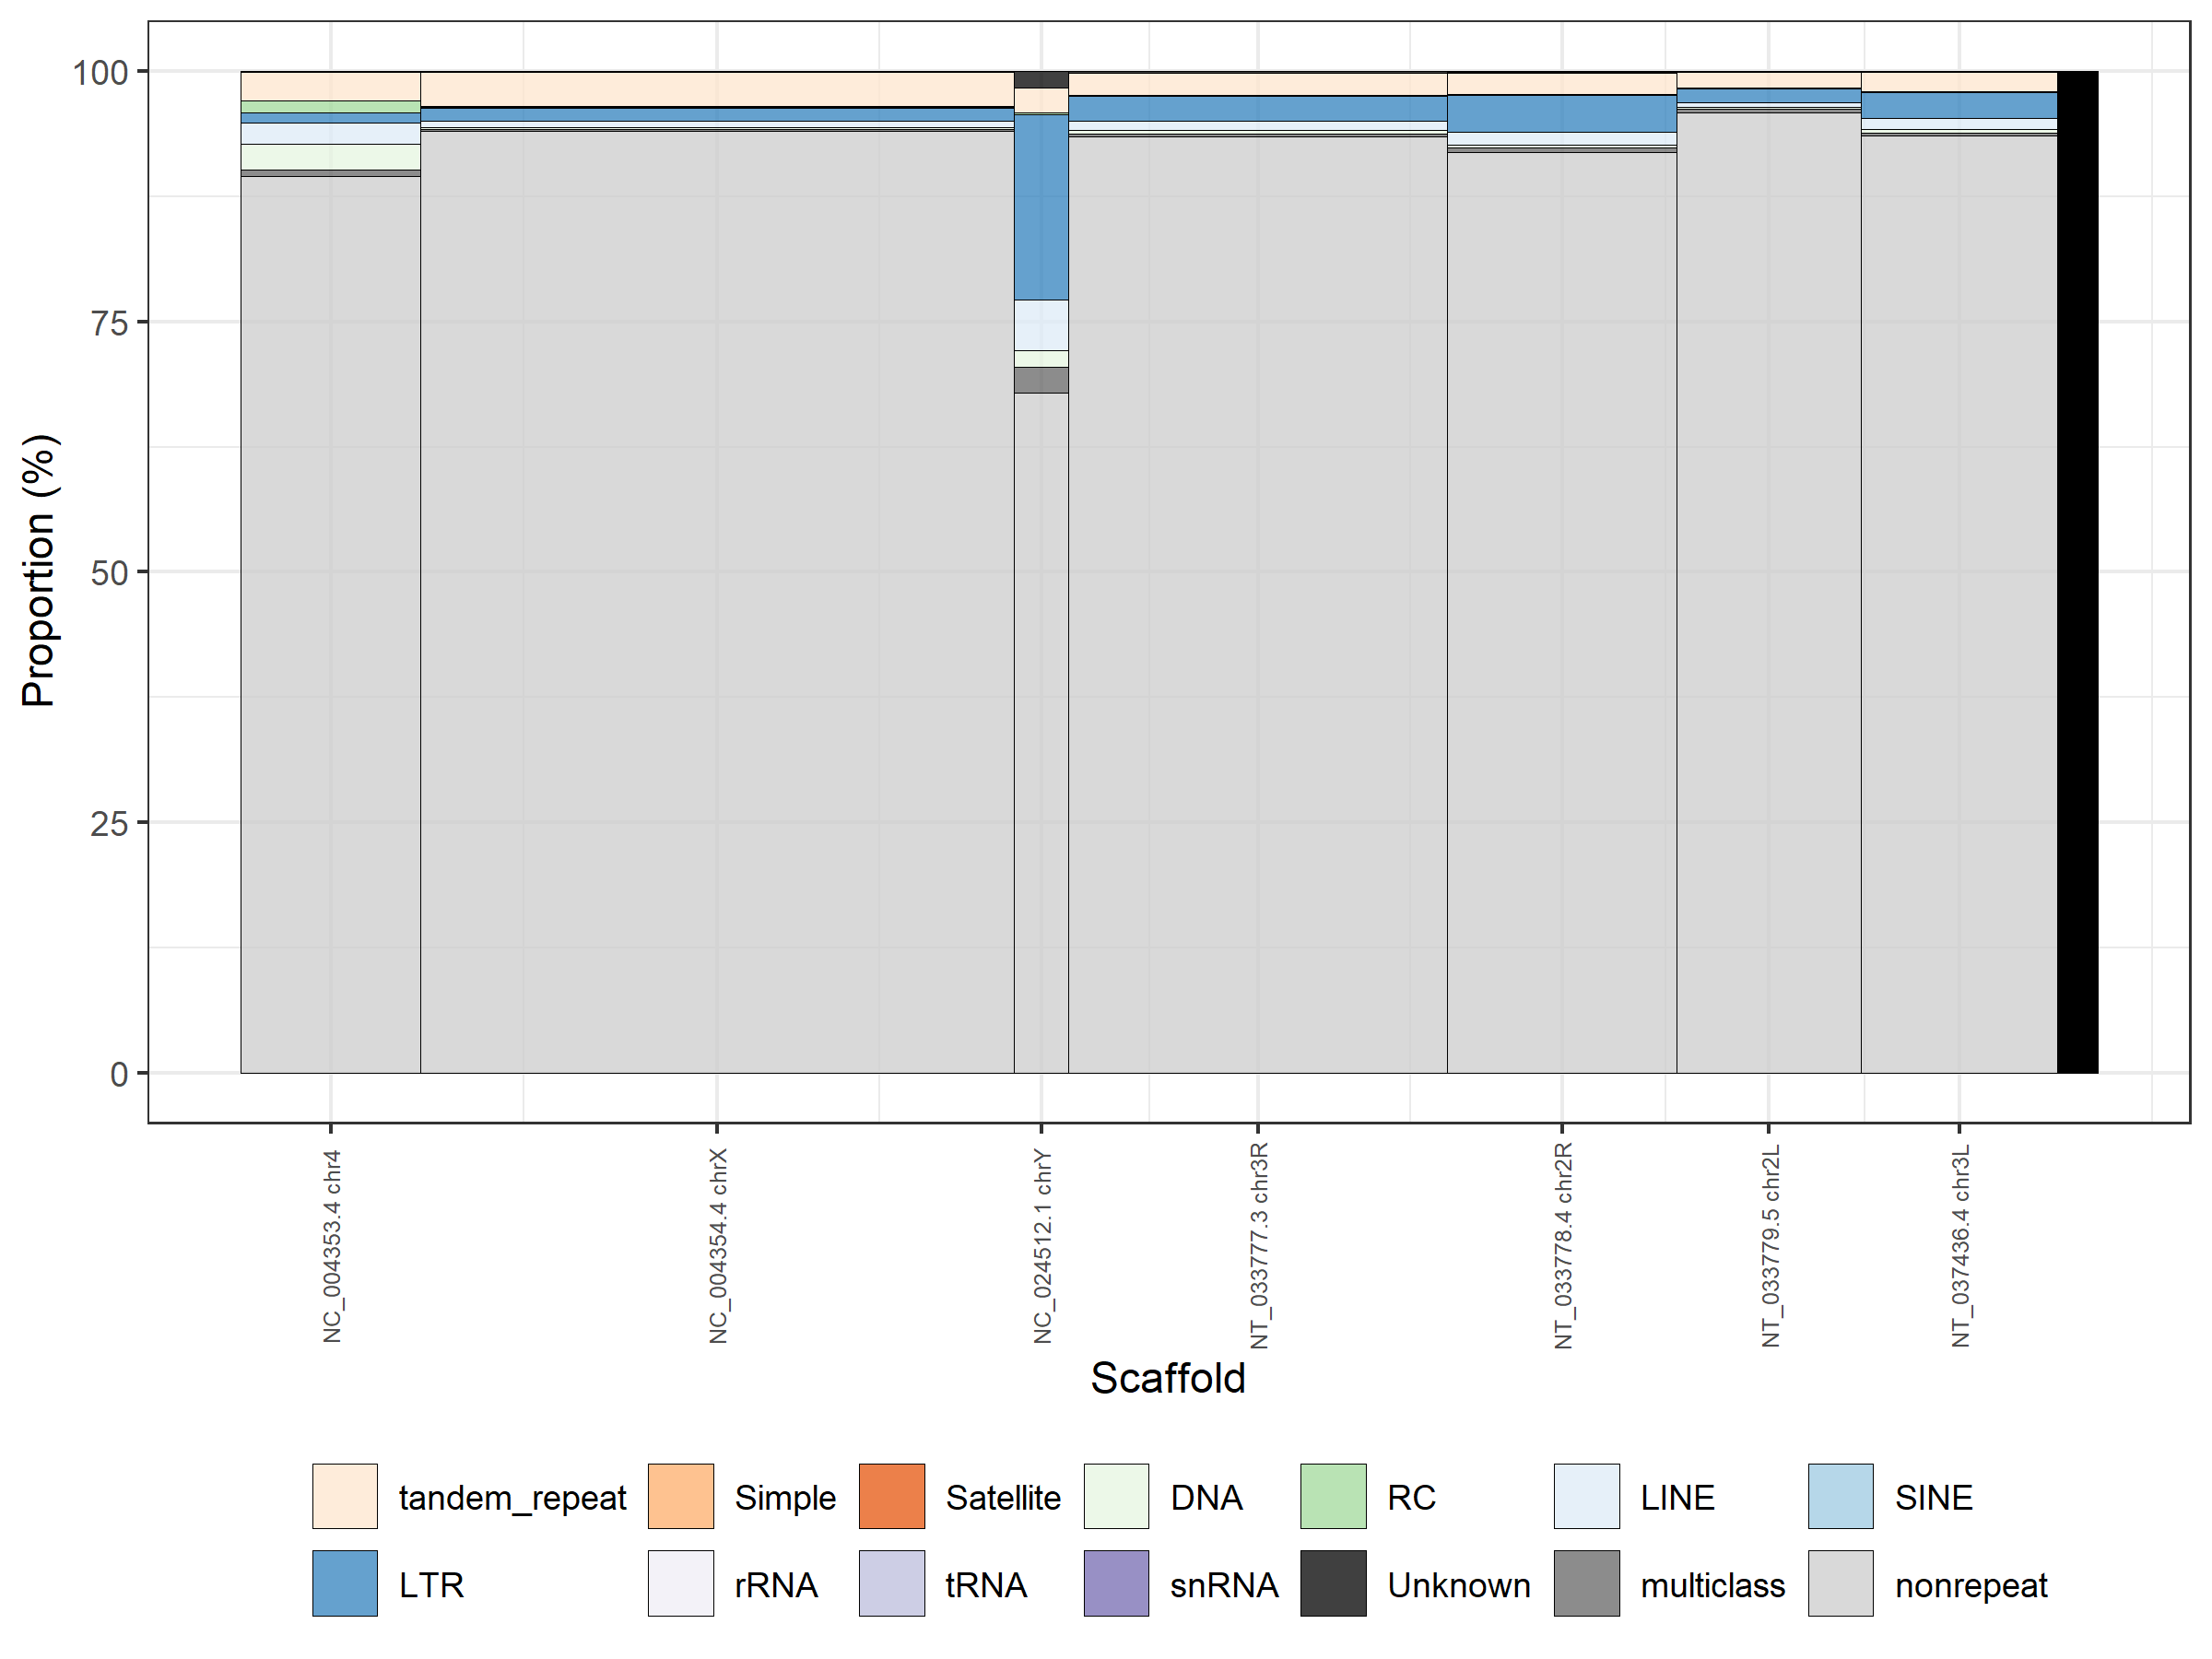 Proportion (%)
100
75
50
25
0
NC_004353.4 chr4
NC_004354.4 chrX
NC_024512.1 chrY
NT_033777.3 chr3R
NT_033778.4 chr2R
NT_033779.5 chr2L
NT_037436.4 chr3L
Scaffold
tandem_repeat Simple Satellite DNA RC LINE SINE
LTR rRNA tRNA snRNA Unknown multiclass nonrepeat